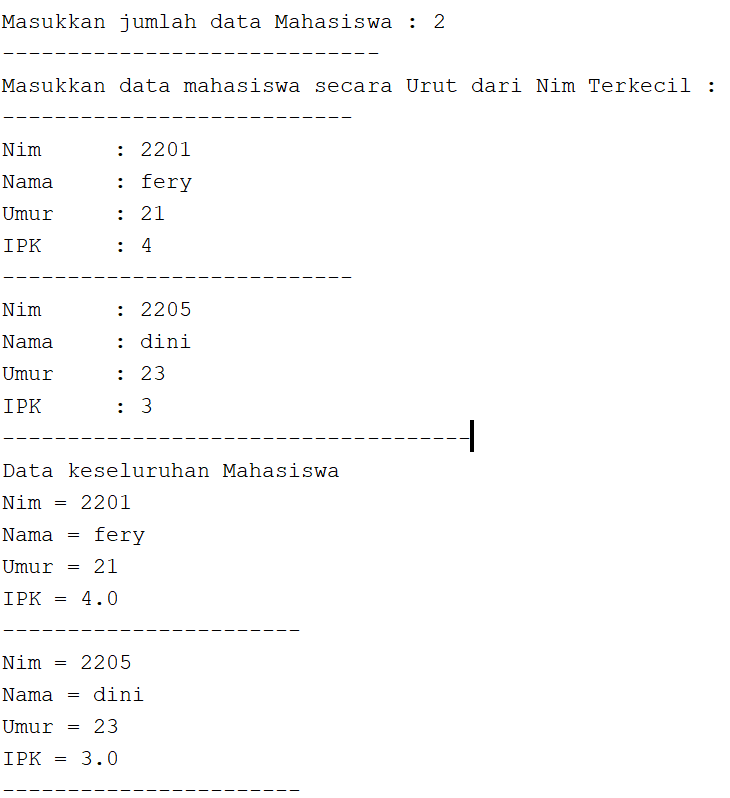 Masukkan jumlah data Mahasiswa : 2
-----------------------------
Masukkan data mahasiswa secara Urut dari Nim Terkecil :
---------------------------
Nim : 2201
Nama : fery
Umur : 21
IPK : 4
---------------------------
Nim : 2205
Nama : dini
Umur : 23
IPK : 3
------------------------------------
Data keseluruhan Mahasiswa
Nim = 2201
Nama = fery
Umur = 21
IPK = 4.0
-----------------------
Nim = 2205
Nama = dini
Umur = 23
IPK = 3.0
-----------------------